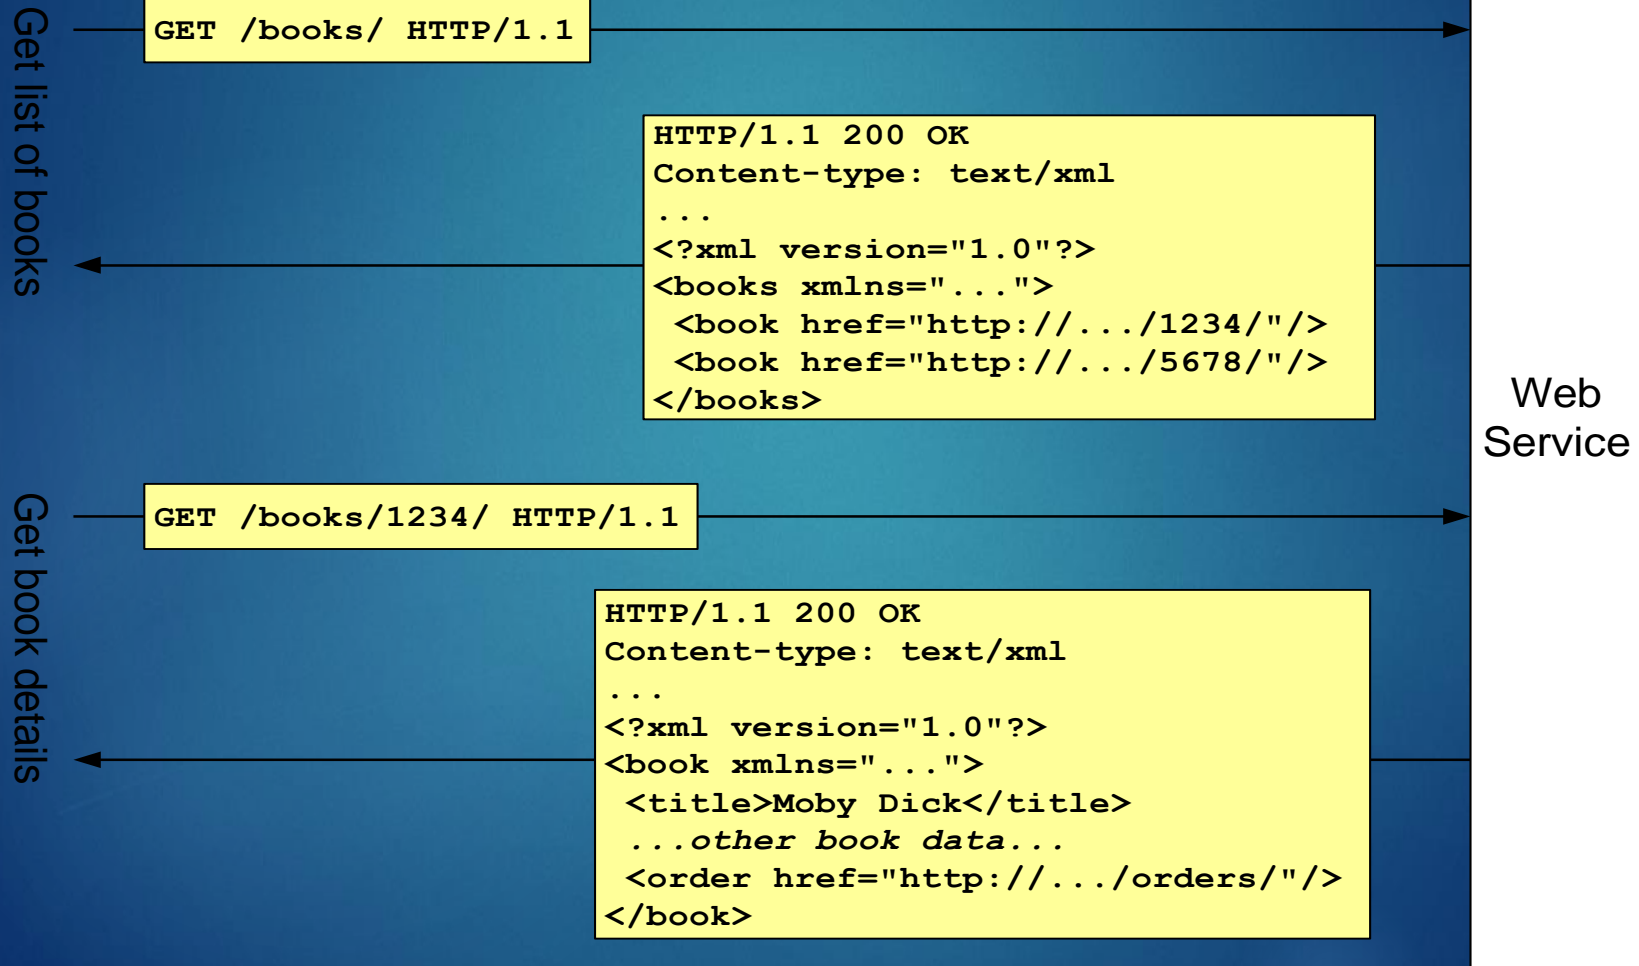 Get list of books
GET /books/ HTTP/1.1
HTTP/1.1 200 OK
Content-type: text/xml
...
<?xml version="1.0"?>
<books xmlns="...">
 <book href="http://.../1234/"/>
 <book href="http://.../5678/"/>
</books>
Web
Service
Get book details
GET /books/1234/ HTTP/1.1
HTTP/1.1 200 OK
Content-type: text/xml
...
<?xml version="1.0"?>
<book xmlns="...">
 <title>Moby Dick</title>
 ...other book data...
 <order href="http://.../orders/"/>
</book>